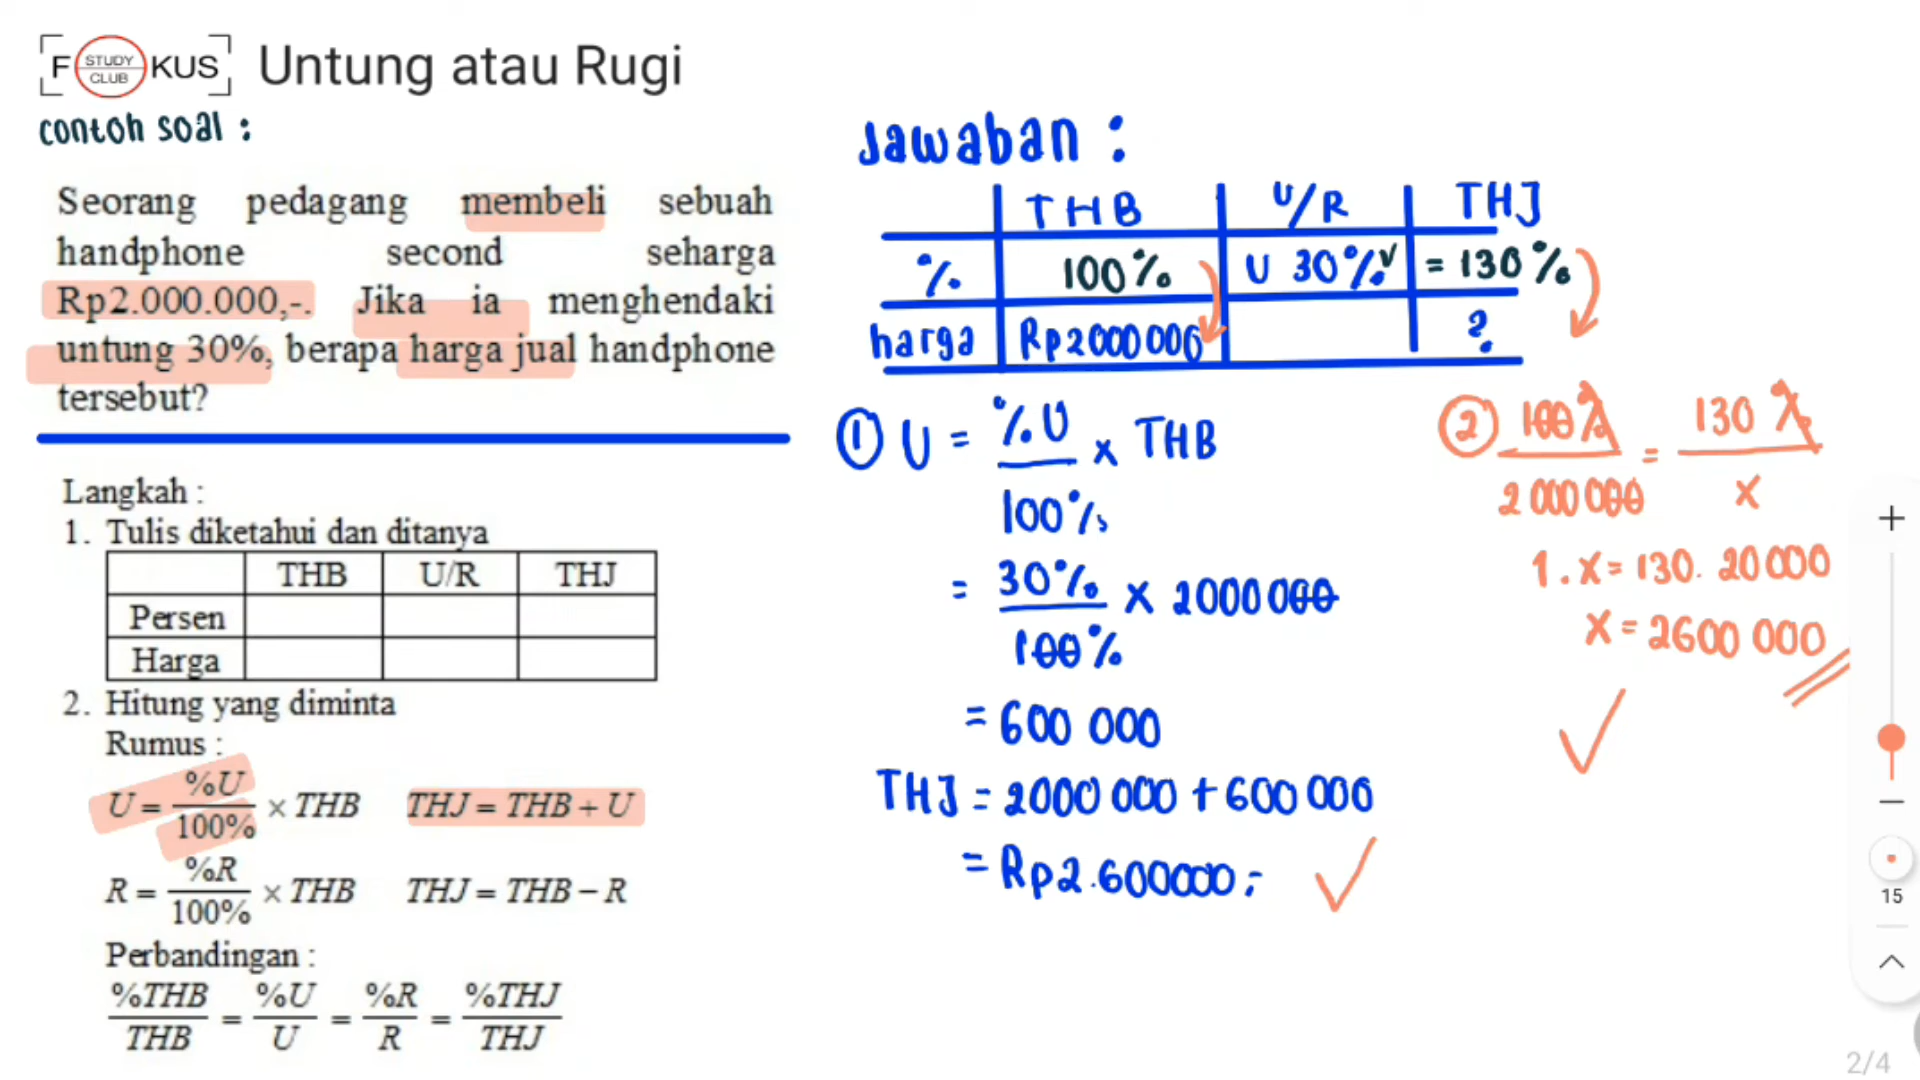 FOKUS STUDY CLUB Untung atau Rugi
contoh soal :
Seorang pedagang membeli sebuah
handphone second seharga
Rp2.000.000,-. Jika ia menghendaki
untung 30%, berapa harga jual handphone
tersebut?
Langkah :
1. Tulis diketahui dan ditanya
THB U/R THJ
Persen
Harga
2. Hitung yang diminta
Rumus :
U = %U/100% × THB THJ = THB + U
R = %R/100% × THB THJ = THB − R
Perbandingan :
%THB/THB = %U/U = %R/R = %THJ/THJ
Jawaban :
THB U/R THJ
% 100% U 30% = 130%
harga Rp2000000 ?
① U = %U/100% x THB
= 30%/100% x 2000000
= 600 000
THJ = 2000 000 + 600 000
= Rp2.600000,-
② 100%/2 000 000 = 130 %/x
1 . x = 130. 20 000
x = 2600 000
15
2/4